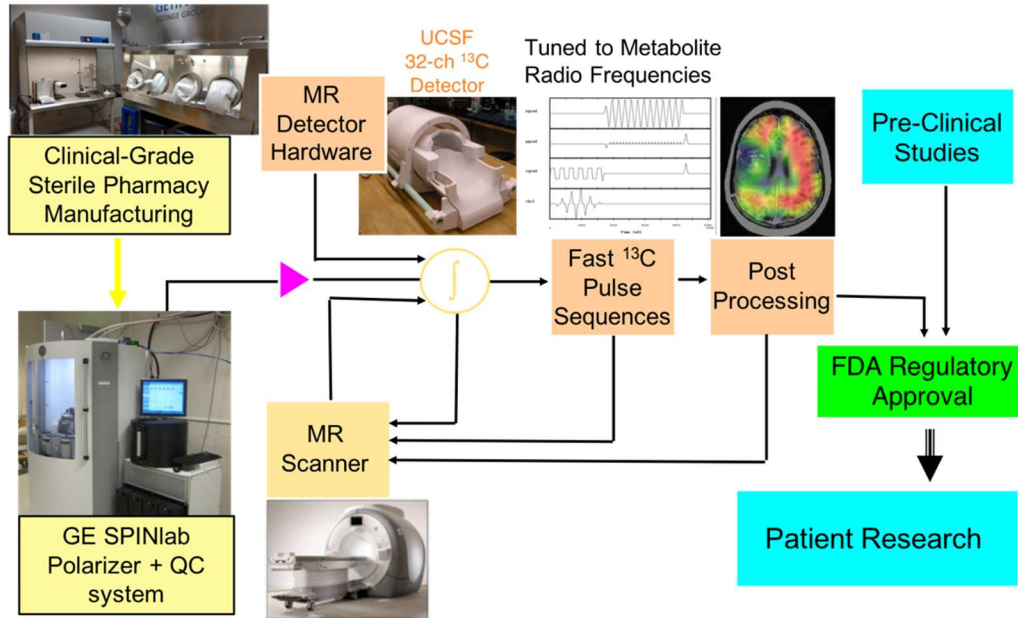 GETINGE GROUP
UCSF
32-ch ¹³C
Detector
Tuned to Metabolite
Radio Frequencies
MR
Detector
Hardware
Pre-Clinical
Studies
Clinical-Grade
Sterile Pharmacy
Manufacturing
∫
Fast ¹³C
Pulse
Sequences
Post
Processing
FDA Regulatory
Approval
MR
Scanner
GE SPINlab
Polarizer + QC
system
Patient Research